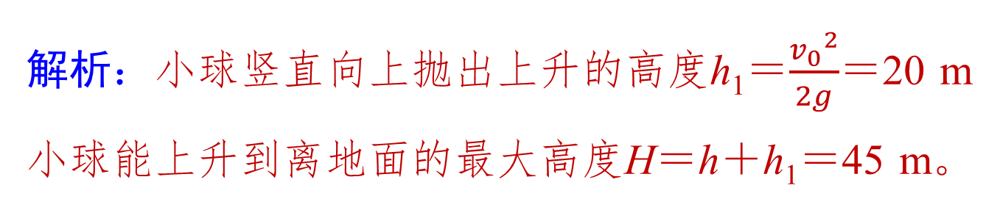 解析：小球竖直向上抛出上升的高度h₁＝v₀²/2g＝20 m
小球能上升到离地面的最大高度H＝h＋h₁＝45 m。